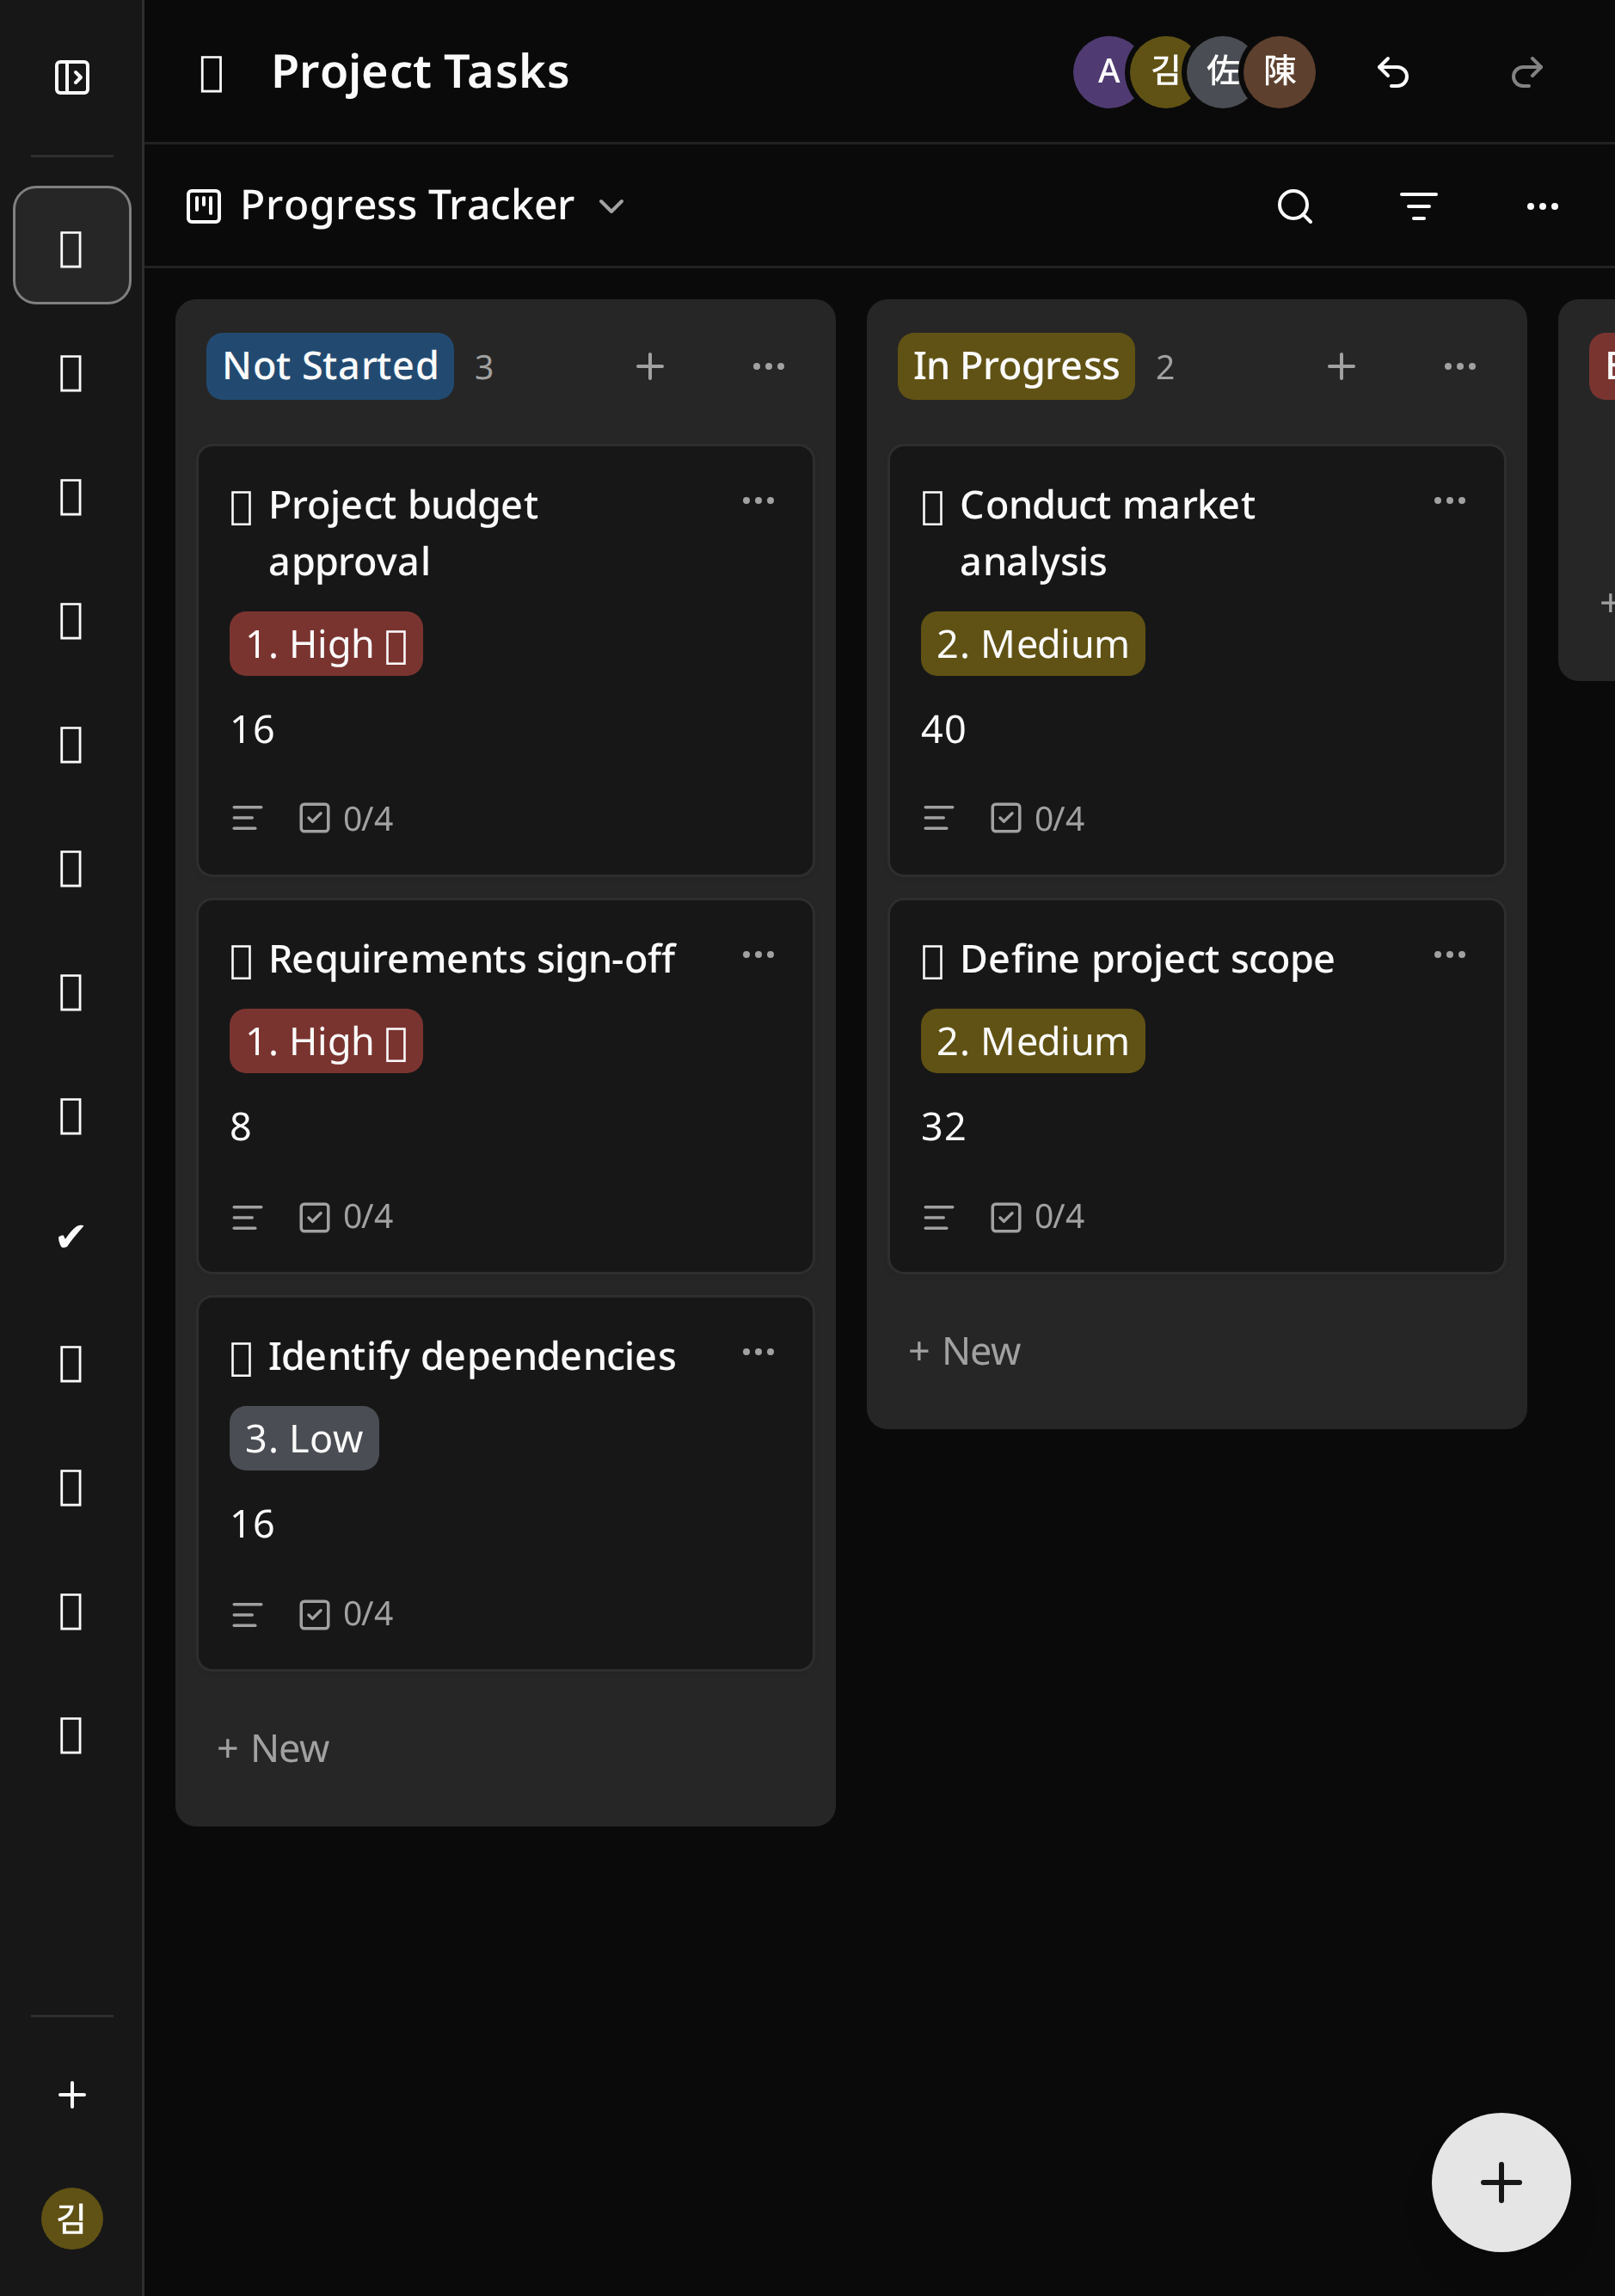 Project Tasks
A 김 佐 陳
Progress Tracker
Not Started 3
Project budget
approval
1. High
16
0/4
Requirements sign-off
1. High
8
0/4
Identify dependencies
3. Low
16
0/4
+ New
In Progress 2
Conduct market
analysis
2. Medium
40
0/4
Define project scope
2. Medium
32
0/4
+ New
김